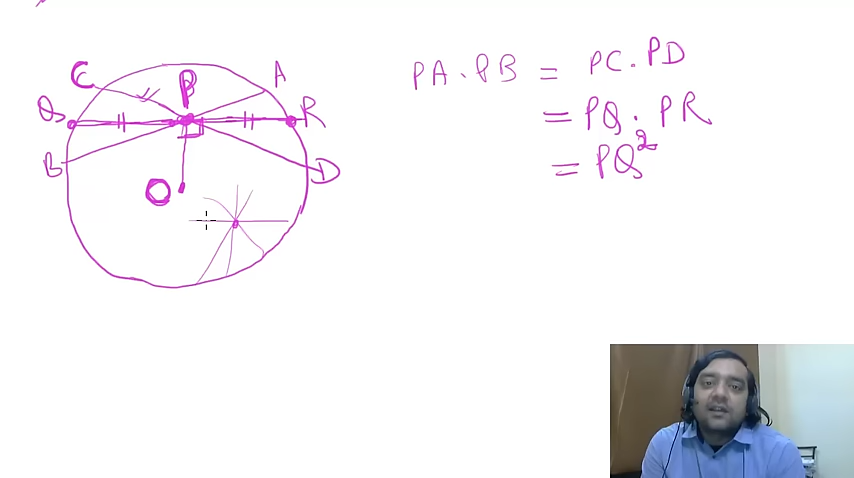 C
P
A
Q
R
B
D
O
PA . PB = PC . PD
= PQ . PR
= PQ²